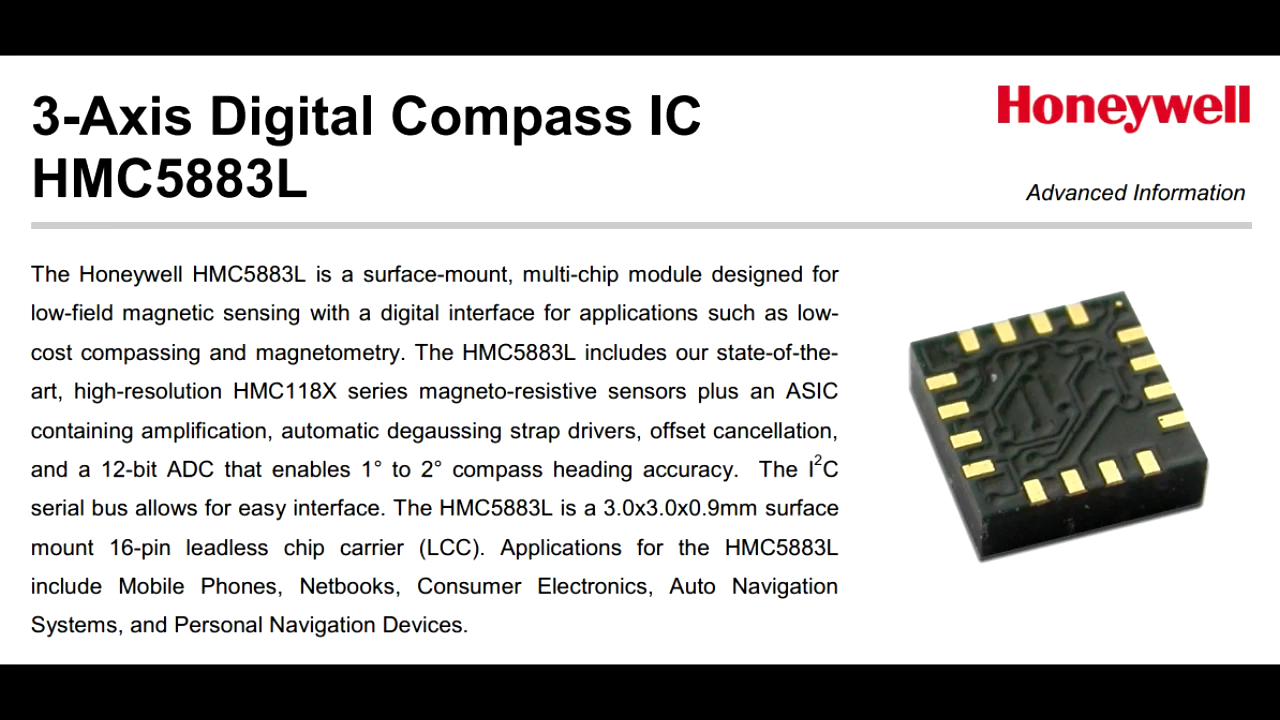 3-Axis Digital Compass IC
HMC5883L
Honeywell
Advanced Information
The Honeywell HMC5883L is a surface-mount, multi-chip module designed for
low-field magnetic sensing with a digital interface for applications such as low-
cost compassing and magnetometry. The HMC5883L includes our state-of-the-
art, high-resolution HMC118X series magneto-resistive sensors plus an ASIC
containing amplification, automatic degaussing strap drivers, offset cancellation,
and a 12-bit ADC that enables 1° to 2° compass heading accuracy. The I²C
serial bus allows for easy interface. The HMC5883L is a 3.0x3.0x0.9mm surface
mount 16-pin leadless chip carrier (LCC). Applications for the HMC5883L
include Mobile Phones, Netbooks, Consumer Electronics, Auto Navigation
Systems, and Personal Navigation Devices.